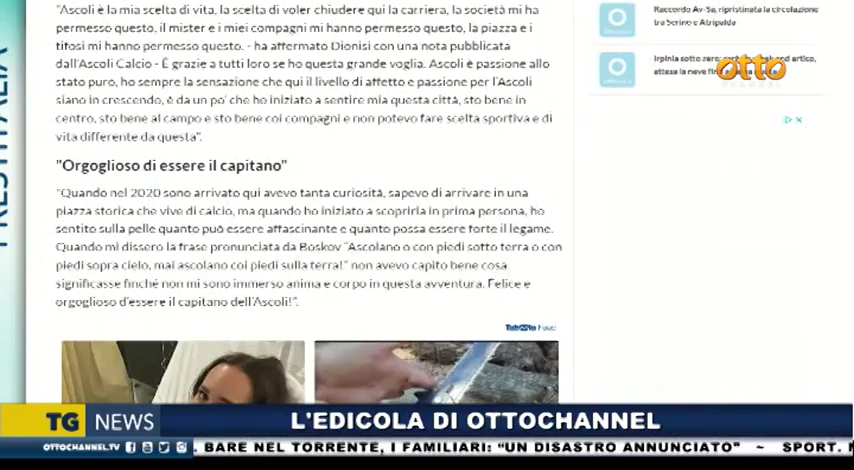 "Ascoli è la mia scelta di vita, la scelta di voler chiudere qui la carriera, la società mi ha
permesso questo, il mister e i miei compagni mi hanno permesso questo, la piazza e i
tifosi mi hanno permesso questo. - ha affermato Dionisi con una nota pubblicata
dall'Ascoli Calcio - È grazie a tutti loro se ho questa grande voglia. Ascoli è passione allo
stato puro, ho sempre la sensazione che qui il livello di affetto e passione per l'Ascoli
siano in crescendo, è da un po' che ho iniziato a sentire mia questa città, sto bene in
centro, sto bene al campo e sto bene coi compagni e non potevo fare scelta sportiva e di
vita differente da questa".
"Orgoglioso di essere il capitano"
"Quando nel 2020 sono arrivato qui avevo tanta curiosità, sapevo di arrivare in una
piazza storica che vive di calcio, ma quando ho iniziato a scoprirla in prima persona, ho
sentito sulla pelle quanto può essere affascinante e quanto possa essere forte il legame.
Quando mi dissero la frase pronunciata da Boskov "Ascolano o con piedi sotto terra o con
piedi sopra cielo, mai ascolano coi piedi sulla terra!" non avevo capito bene cosa
significasse finché non mi sono immerso anima e corpo in questa avventura. Felice e
orgoglioso d'essere il capitano dell'Ascoli!".
Raccordo Av-Sa, ripristinata la circolazione
tra Serino e Atripalda
Irpinia sotto zero: artico,
attesa la neve
otto
CHANNEL
TG NEWS
L'EDICOLA DI OTTOCHANNEL
OTTOCHANNEL.TV
. BARE NEL TORRENTE, I FAMILIARI: "UN DISASTRO ANNUNCIATO" ~ SPORT.